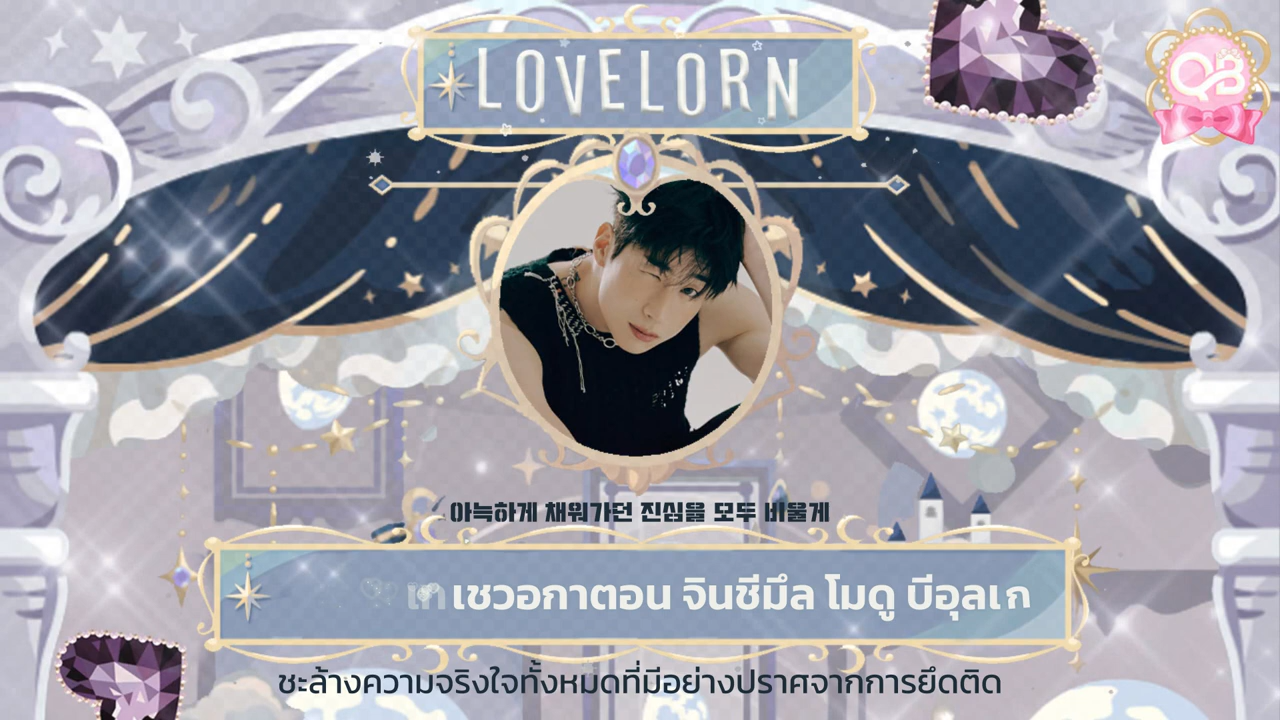 LOVELORN
QB
아늑하게 채워가던 진심을 모두 비울게
เชวอกาตอน จินชีมึล โมดู บีอุลเก
ชะล้างความจริงใจทั้งหมดที่มีอย่างปราศจากการยึดติด